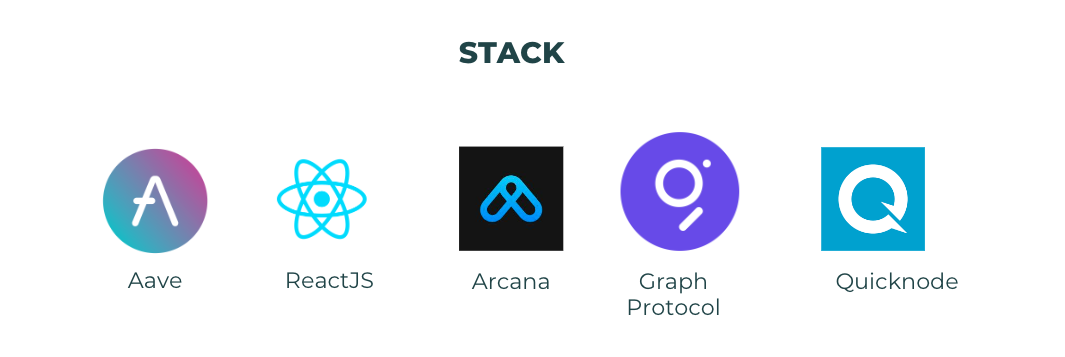 STACK
Aave
ReactJS
Arcana
Graph
Protocol
Quicknode